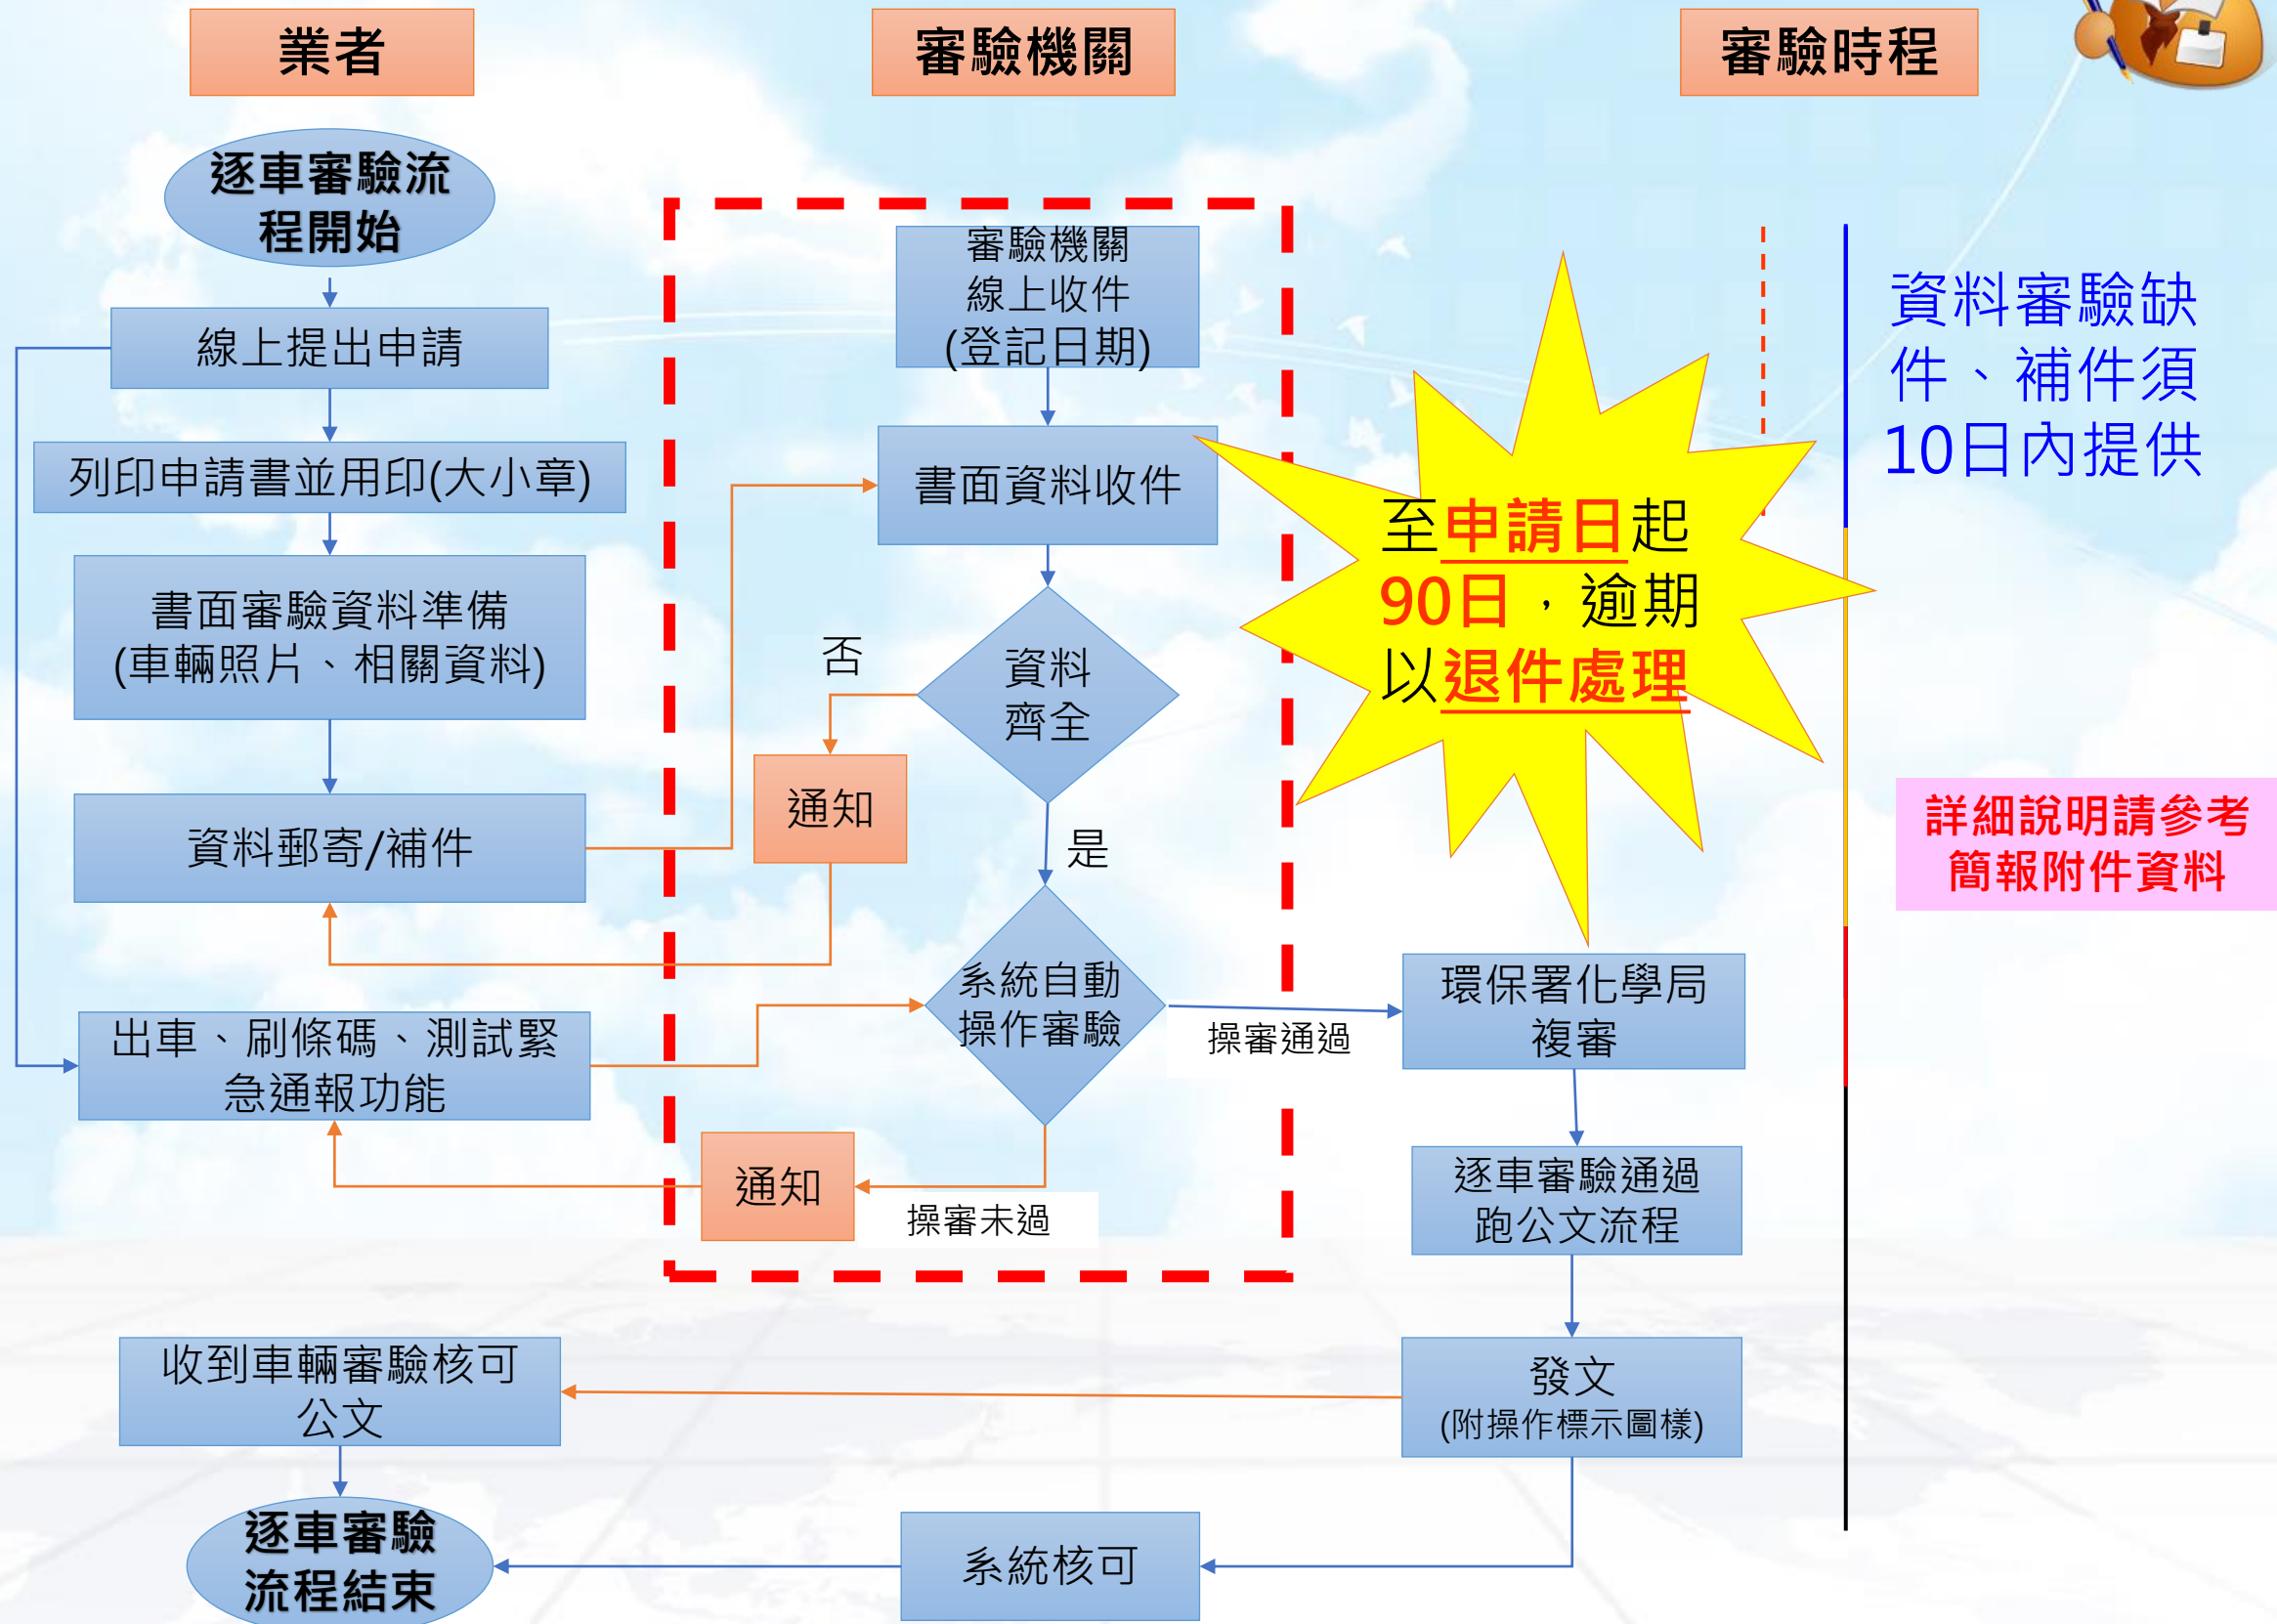 業者
審驗機關
審驗時程
逐車審驗流
程開始
線上提出申請
列印申請書並用印(大小章)
書面審驗資料準備
(車輛照片、相關資料)
資料郵寄/補件
出車、刷條碼、測試緊
急通報功能
收到車輛審驗核可
公文
逐車審驗
流程結束
審驗機關
線上收件
(登記日期)
書面資料收件
資料
齊全
否
通知
是
系統自動
操作審驗
操審通過
通知
操審未過
系統核可
至申請日起
90日，逾期
以退件處理
環保署化學局
複審
逐車審驗通過
跑公文流程
發文
(附操作標示圖樣)
資料審驗缺
件、補件須
10日內提供
詳細說明請參考
簡報附件資料